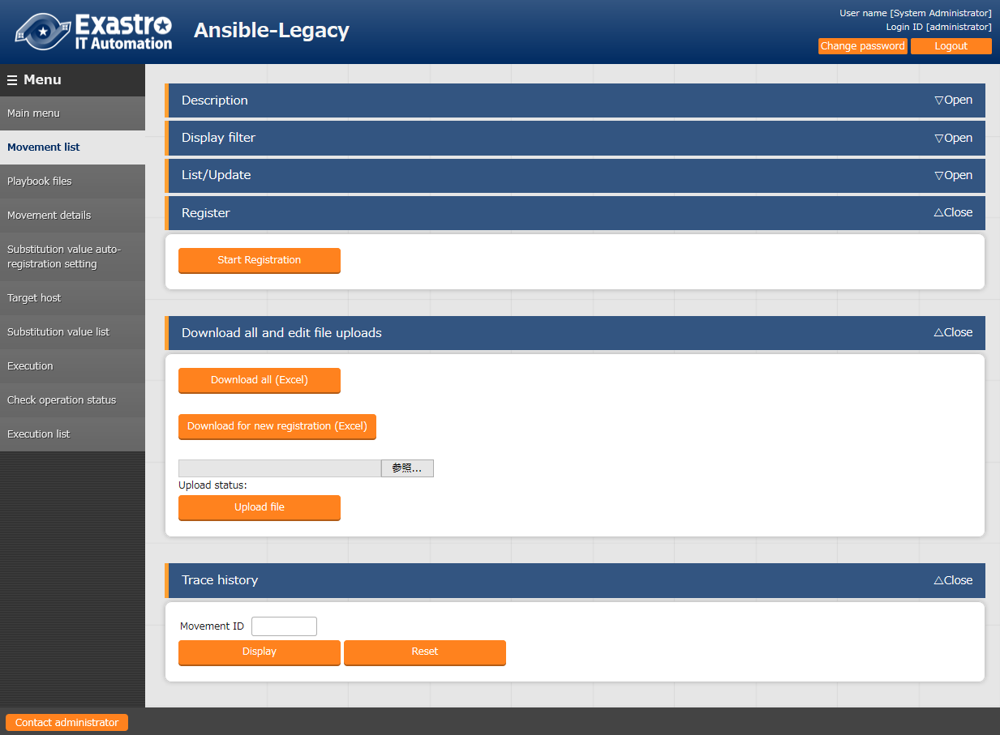 Exastro
IT Automation
Ansible-Legacy
User name [System Administrator]
Login ID [administrator]
Change password
Logout
Menu
Main menu
Movement list
Playbook files
Movement details
Substitution value auto-
registration setting
Target host
Substitution value list
Execution
Check operation status
Execution list
Description
▽Open
Display filter
▽Open
List/Update
▽Open
Register
△Close
Start Registration
Download all and edit file uploads
△Close
Download all (Excel)
Download for new registration (Excel)
参照...
Upload status:
Upload file
Trace history
△Close
Movement ID
Display
Reset
Contact administrator